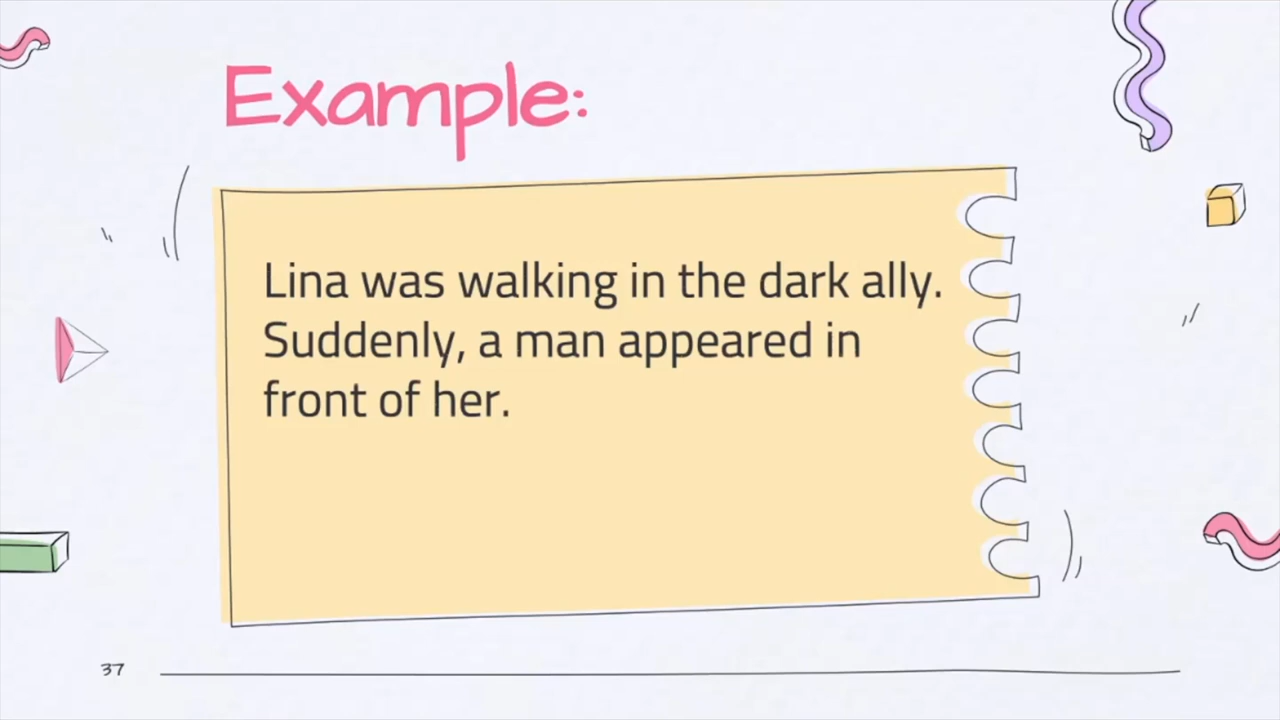 Example:
Lina was walking in the dark ally.
Suddenly, a man appeared in
front of her.
37